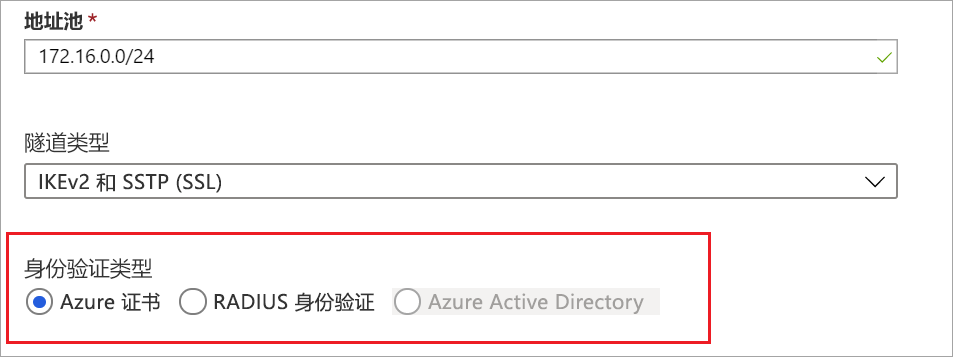 地址池 *
172.16.0.0/24
隧道类型
IKEv2 和 SSTP (SSL)
身份验证类型
Azure 证书 RADIUS 身份验证 Azure Active Directory